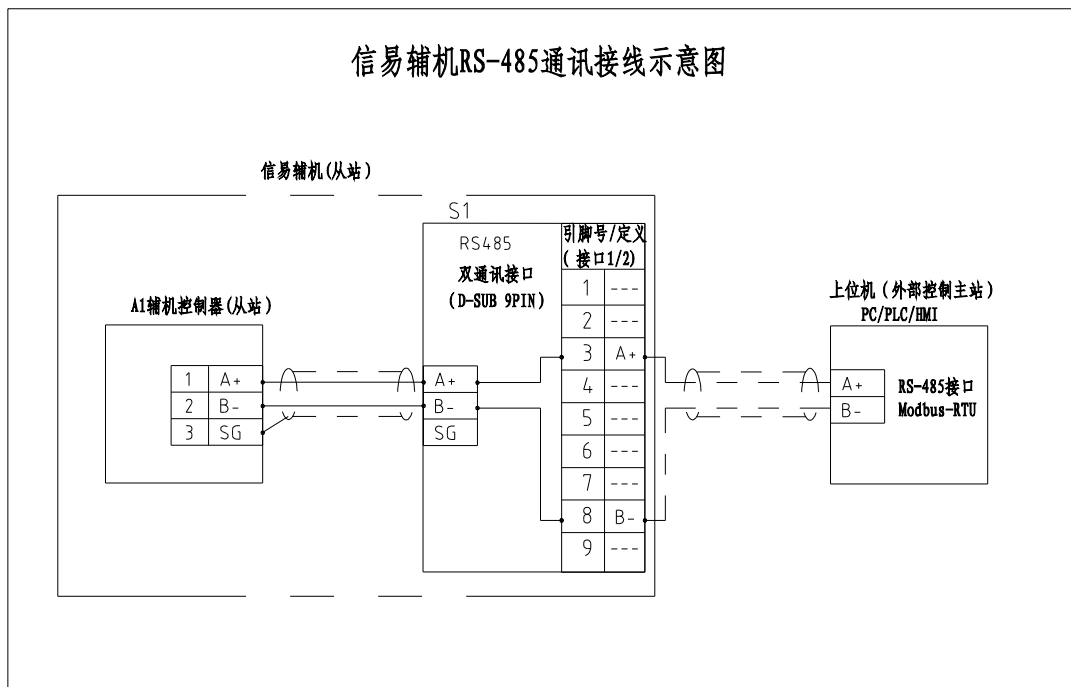 信易辅机RS-485通讯接线示意图
信易辅机(从站)
S1
RS485
双通讯接口
(D-SUB 9PIN)
引脚号/定义
(接口1/2)
1 ---
2 ---
3 A+
4 ---
5 ---
6 ---
7 ---
8 B-
9 ---
A1辅机控制器(从站)
1 A+
2 B-
3 SG
A+
B-
SG
上位机(外部控制主站)
PC/PLC/HMI
A+
B-
RS-485接口
Modbus-RTU